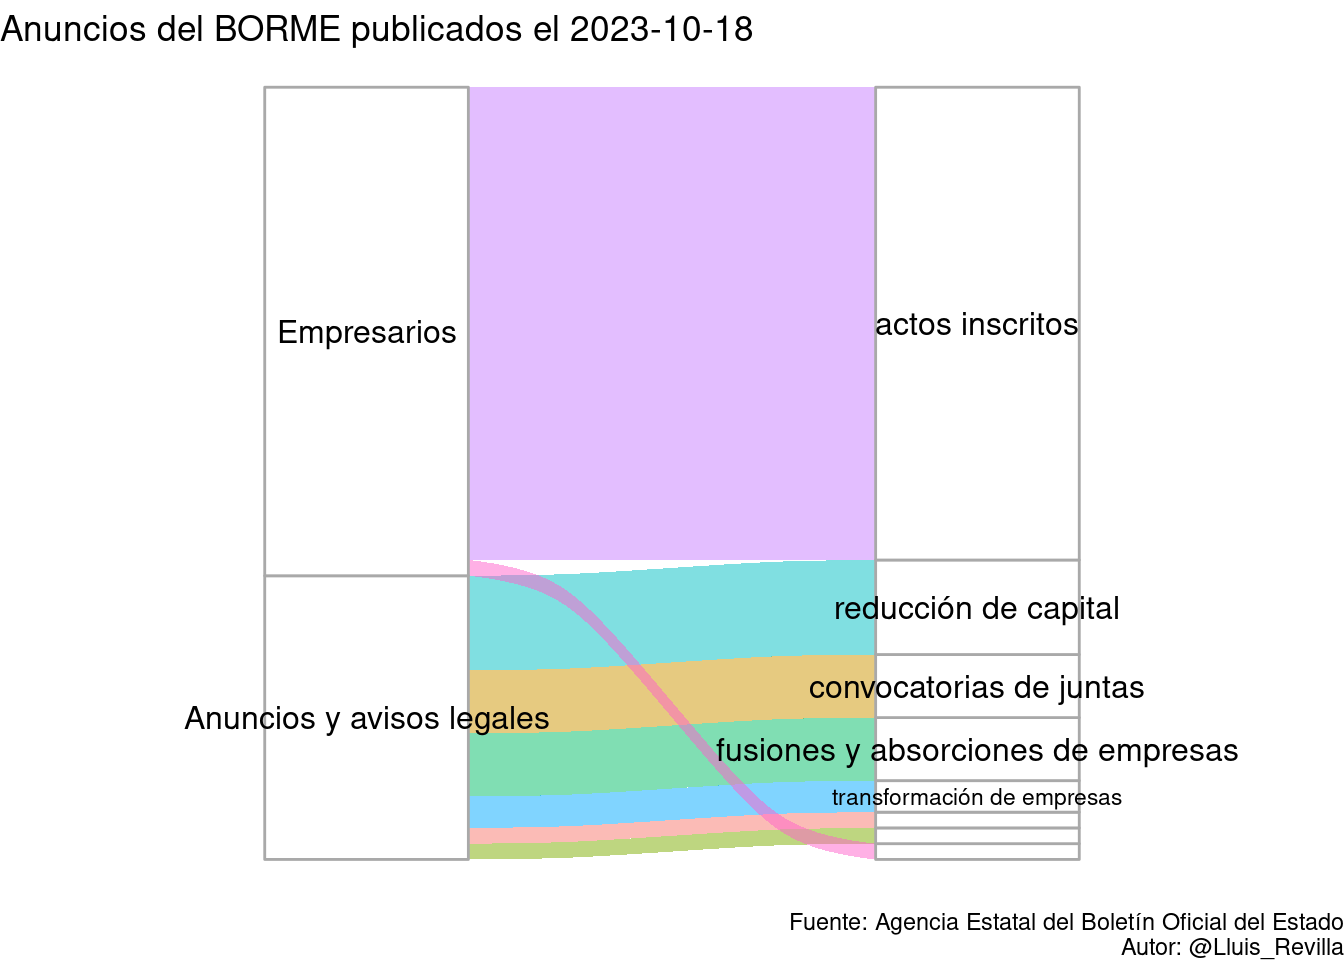 Anuncios del BORME publicados el 2023-10-18
Empresarios
actos inscritos
reducción de capital
convocatorias de juntas
Anuncios y avisos legales
fusiones y absorciones de empresas
transformación de empresas
Fuente: Agencia Estatal del Boletín Oficial del Estado
Autor: @Lluis_Revilla